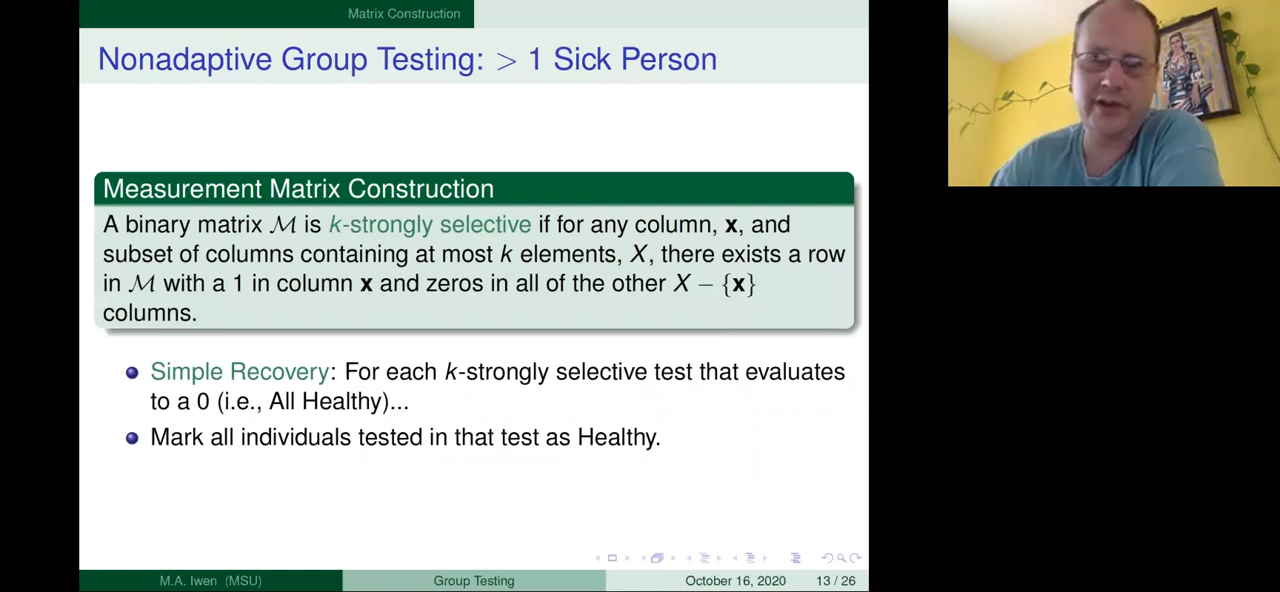 Matrix Construction
Nonadaptive Group Testing: > 1 Sick Person
Measurement Matrix Construction
A binary matrix ℳ is k-strongly selective if for any column, x, and
subset of columns containing at most k elements, X, there exists a row
in ℳ with a 1 in column x and zeros in all of the other X − {x}
columns.
Simple Recovery: For each k-strongly selective test that evaluates
to a 0 (i.e., All Healthy)...
Mark all individuals tested in that test as Healthy.
M.A. Iwen (MSU) Group Testing October 16, 2020 13 / 26